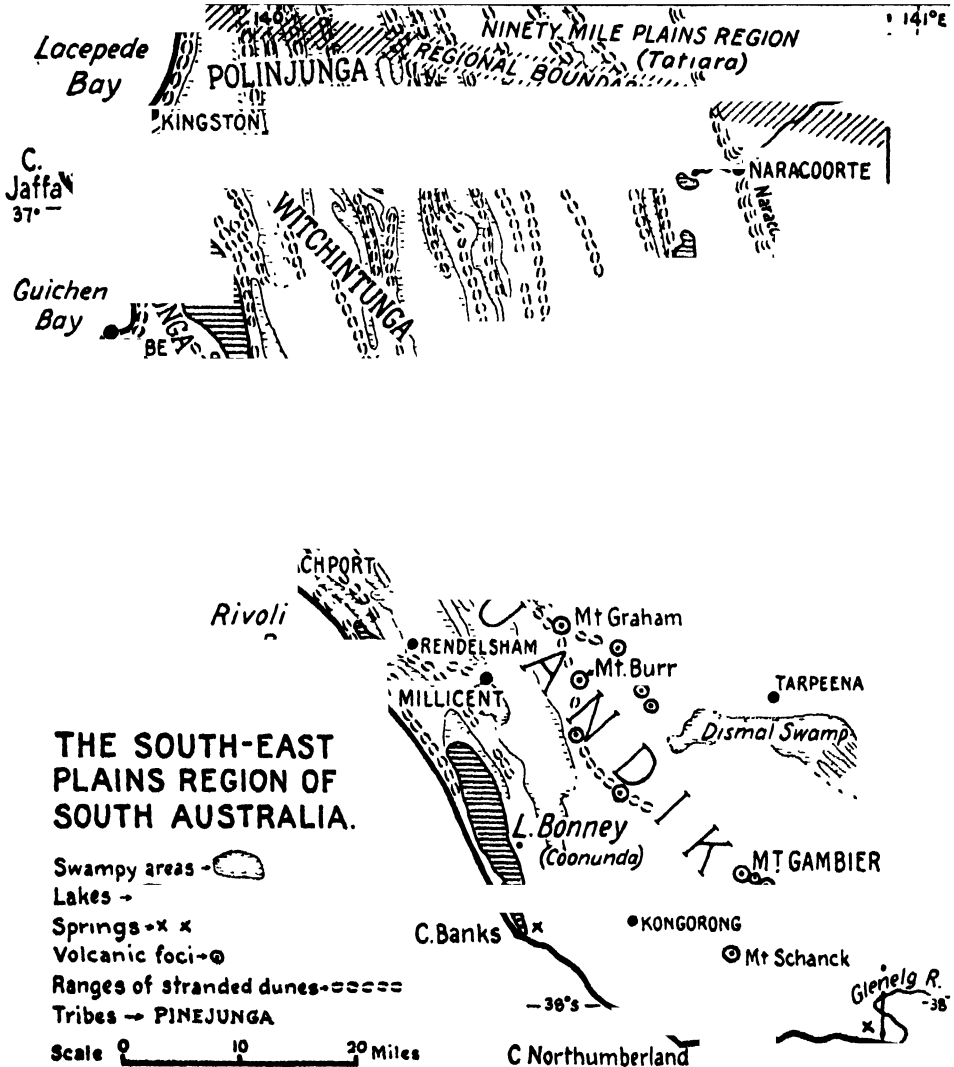 140°
141°E
Lacepede
Bay
NINETY MILE PLAINS REGION
(Tatiara)
REGIONAL
POLINJUNGA
KINGSTON
C.
Jaffa
37°
NARACOORTE
WITCHINTUNGA
Guichen
Bay
Rivoli
Mt Graham
RENDELSHAM
Mt. Burr
TARPEENA
MILLICENT
Dismal Swamp
THE SOUTH-EAST
PLAINS REGION OF
SOUTH AUSTRALIA.
L. Bonney
(Coonunda)
MT GAMBIER
Swampy areas
Lakes
Springs x x
Volcanic foci
Ranges of stranded dunes
Tribes PINEJUNGA
C. Banks
KONGORONG
Mt Schanck
Glenelg R.
38°S
38°
Scale 0 10 20 Miles
C Northumberland